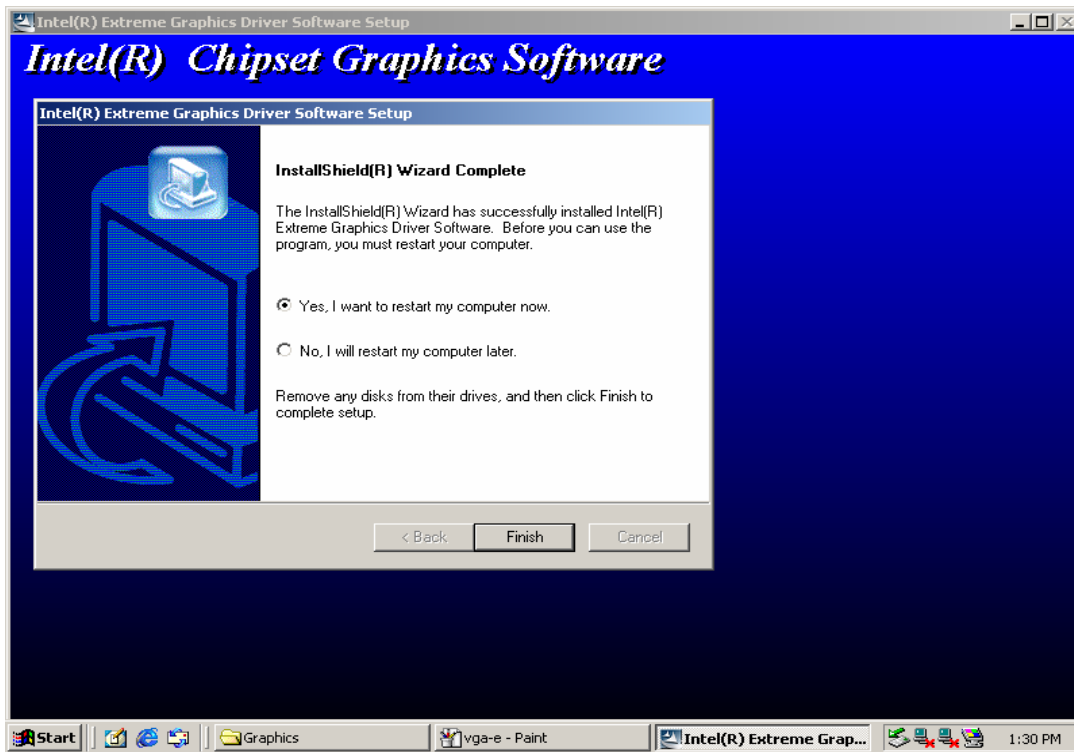 Intel(R) Extreme Graphics Driver Software Setup
Intel(R) Chipset Graphics Software
Intel(R) Extreme Graphics Driver Software Setup
InstallShield(R) Wizard Complete
The InstallShield(R) Wizard has successfully installed Intel(R)
Extreme Graphics Driver Software. Before you can use the
program, you must restart your computer.
Yes, I want to restart my computer now.
No, I will restart my computer later.
Remove any disks from their drives, and then click Finish to
complete setup.
< Back Finish Cancel
Start Graphics vga-e - Paint Intel(R) Extreme Grap... 1:30 PM